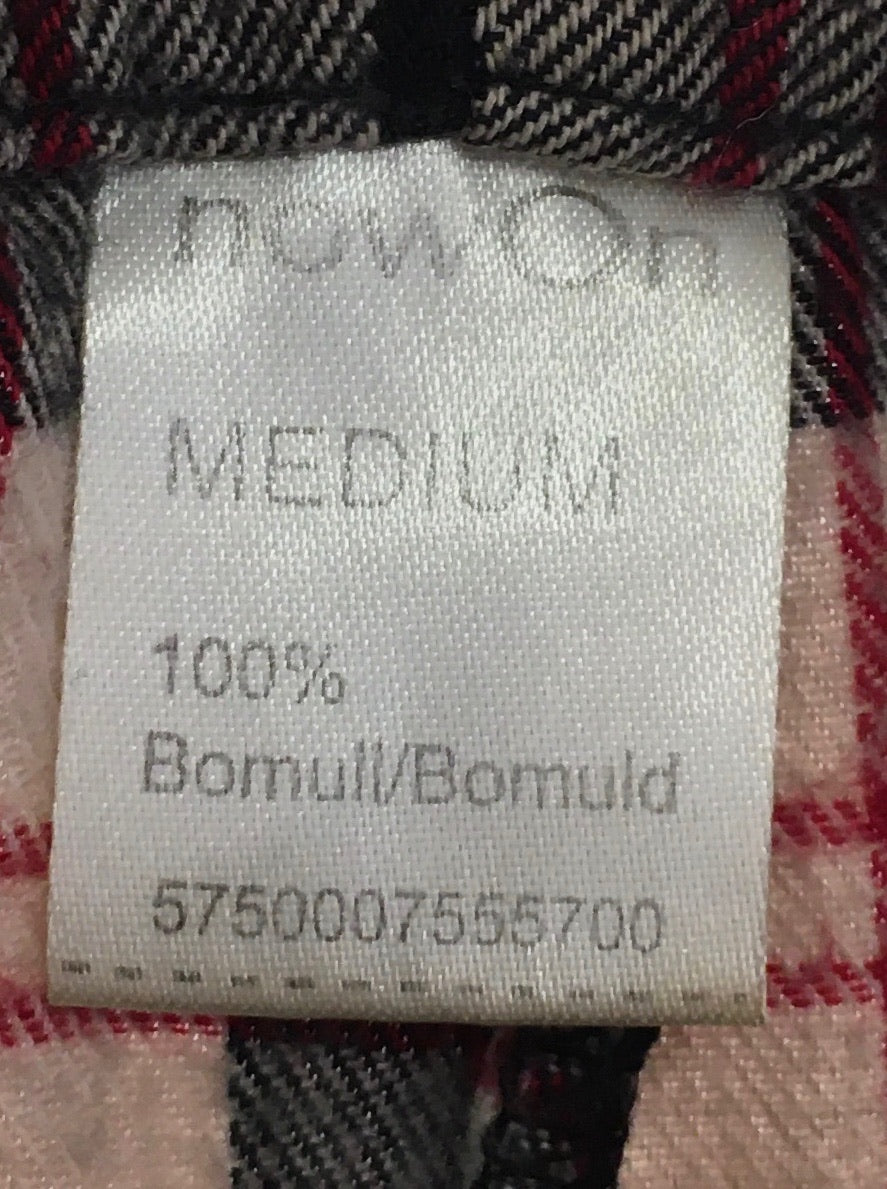 now On
MEDIUM
100%
Bomull/Bomuld
5750007555700